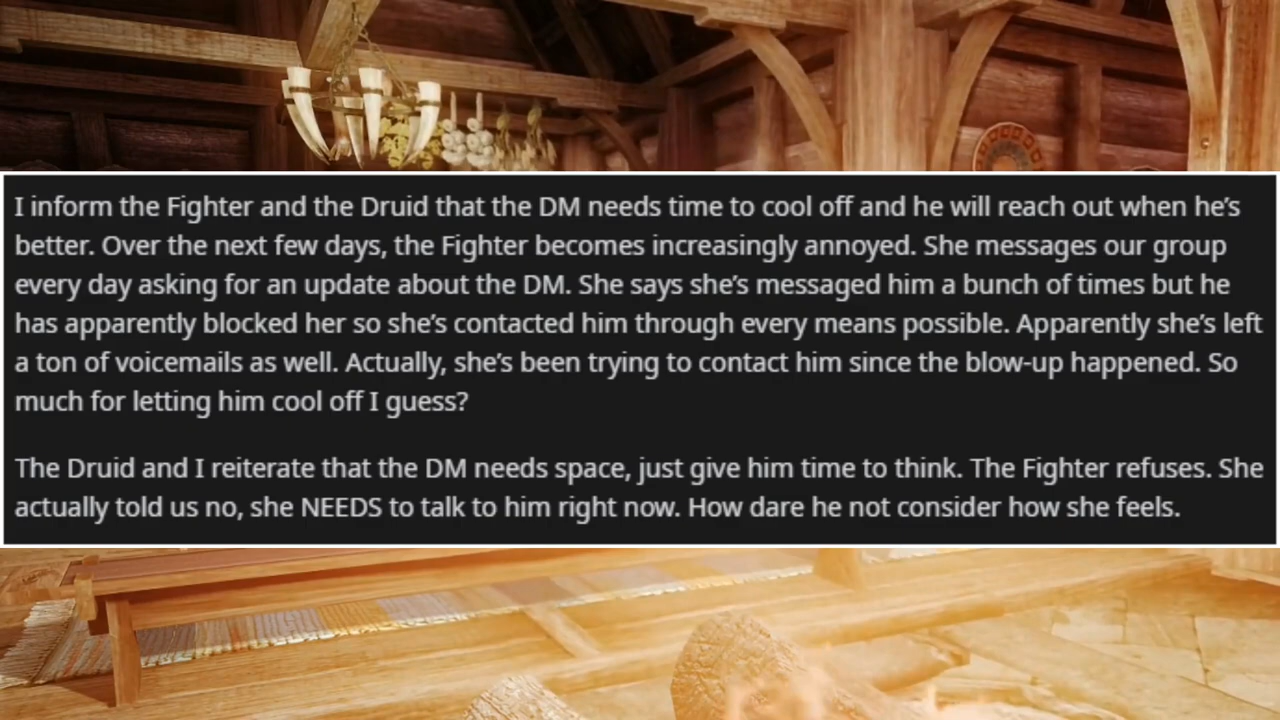 I inform the Fighter and the Druid that the DM needs time to cool off and he will reach out when he’s
better. Over the next few days, the Fighter becomes increasingly annoyed. She messages our group
every day asking for an update about the DM. She says she’s messaged him a bunch of times but he
has apparently blocked her so she’s contacted him through every means possible. Apparently she’s left
a ton of voicemails as well. Actually, she’s been trying to contact him since the blow-up happened. So
much for letting him cool off I guess?
The Druid and I reiterate that the DM needs space, just give him time to think. The Fighter refuses. She
actually told us no, she NEEDS to talk to him right now. How dare he not consider how she feels.